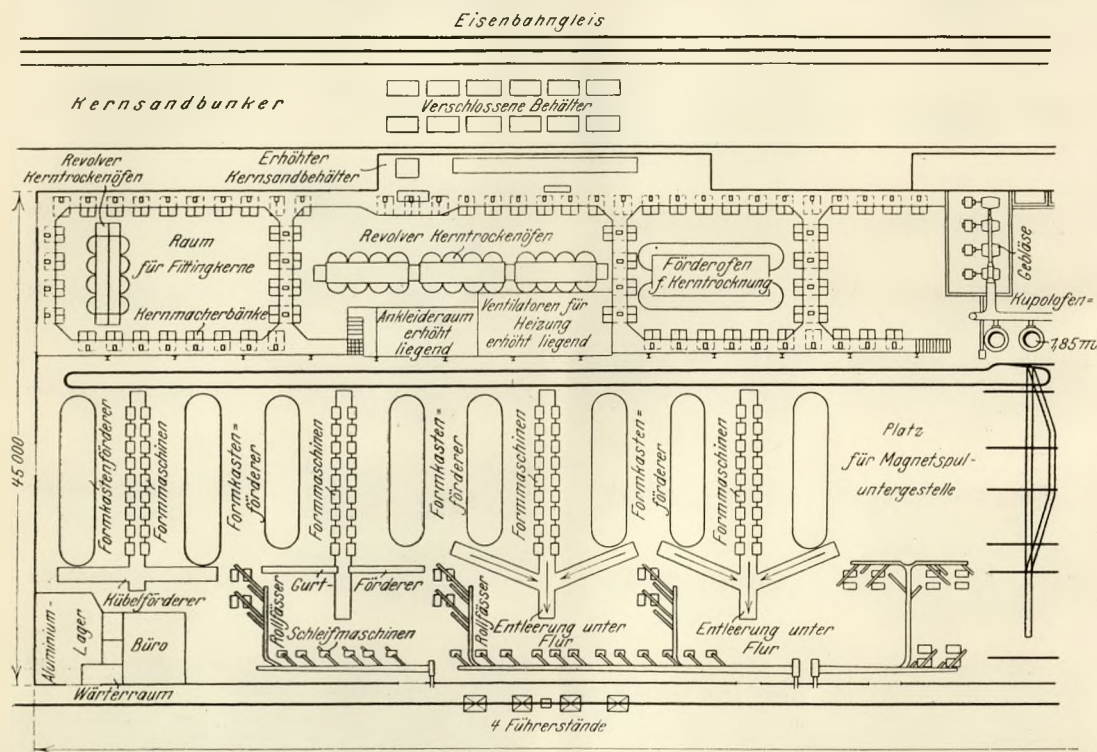 Eisenbahngleis
Kernsandbunker
Verschlossene Behälter
Revolver
Kerntrockenöfen
Erhöhter
Kernsandbehälter
Raum
für Fittingkerne
Revolver Kerntrockenöfen
Förderofen
f. Kerntrocknung
Gebläse
Kupolofen=
Kernmacherbänke
Ankleideraum
erhöht
liegend
Ventilatoren für
Heizung
erhöht liegend
1,85 m
45 000
Formkastenförderer
Formmaschinen
Formkasten=
förderer
Formmaschinen
Formkasten=
förderer
Formmaschinen
Formkasten=
förderer
Formmaschinen
Platz
für Magnetspul-
untergestelle
Kübelförderer
Gurt-
Förderer
Rollfässer
Schleifmaschinen
Rollfässer
Entleerung unter
Flur
Entleerung unter
Flur
Aluminium-
Lager
Büro
Wärterraum
4 Führerstände